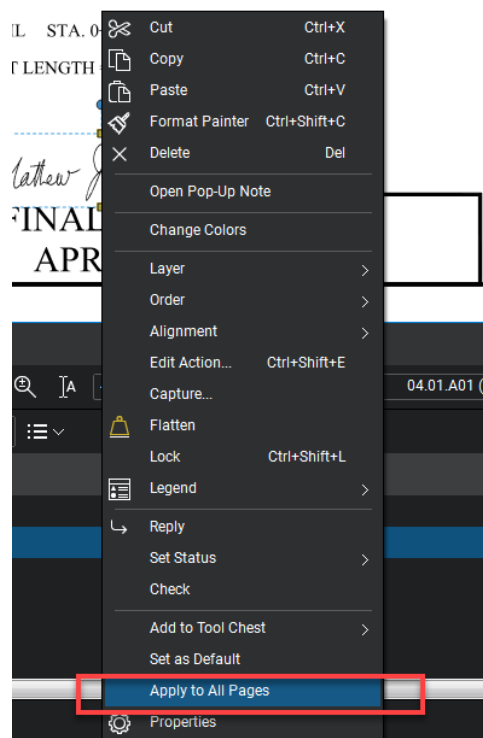 STA. 0
Cut Ctrl+X
T LENGTH
Copy Ctrl+C
Paste Ctrl+V
Format Painter Ctrl+Shift+C
Delete Del
Open Pop-Up Note
FINAL
Change Colors
APR
Layer
Order
Alignment
Edit Action... Ctrl+Shift+E
A
04.01.A01 (
Capture...
Flatten
Lock Ctrl+Shift+L
Legend
Reply
Set Status
Check
Add to Tool Chest
Set as Default
Apply to All Pages
Properties